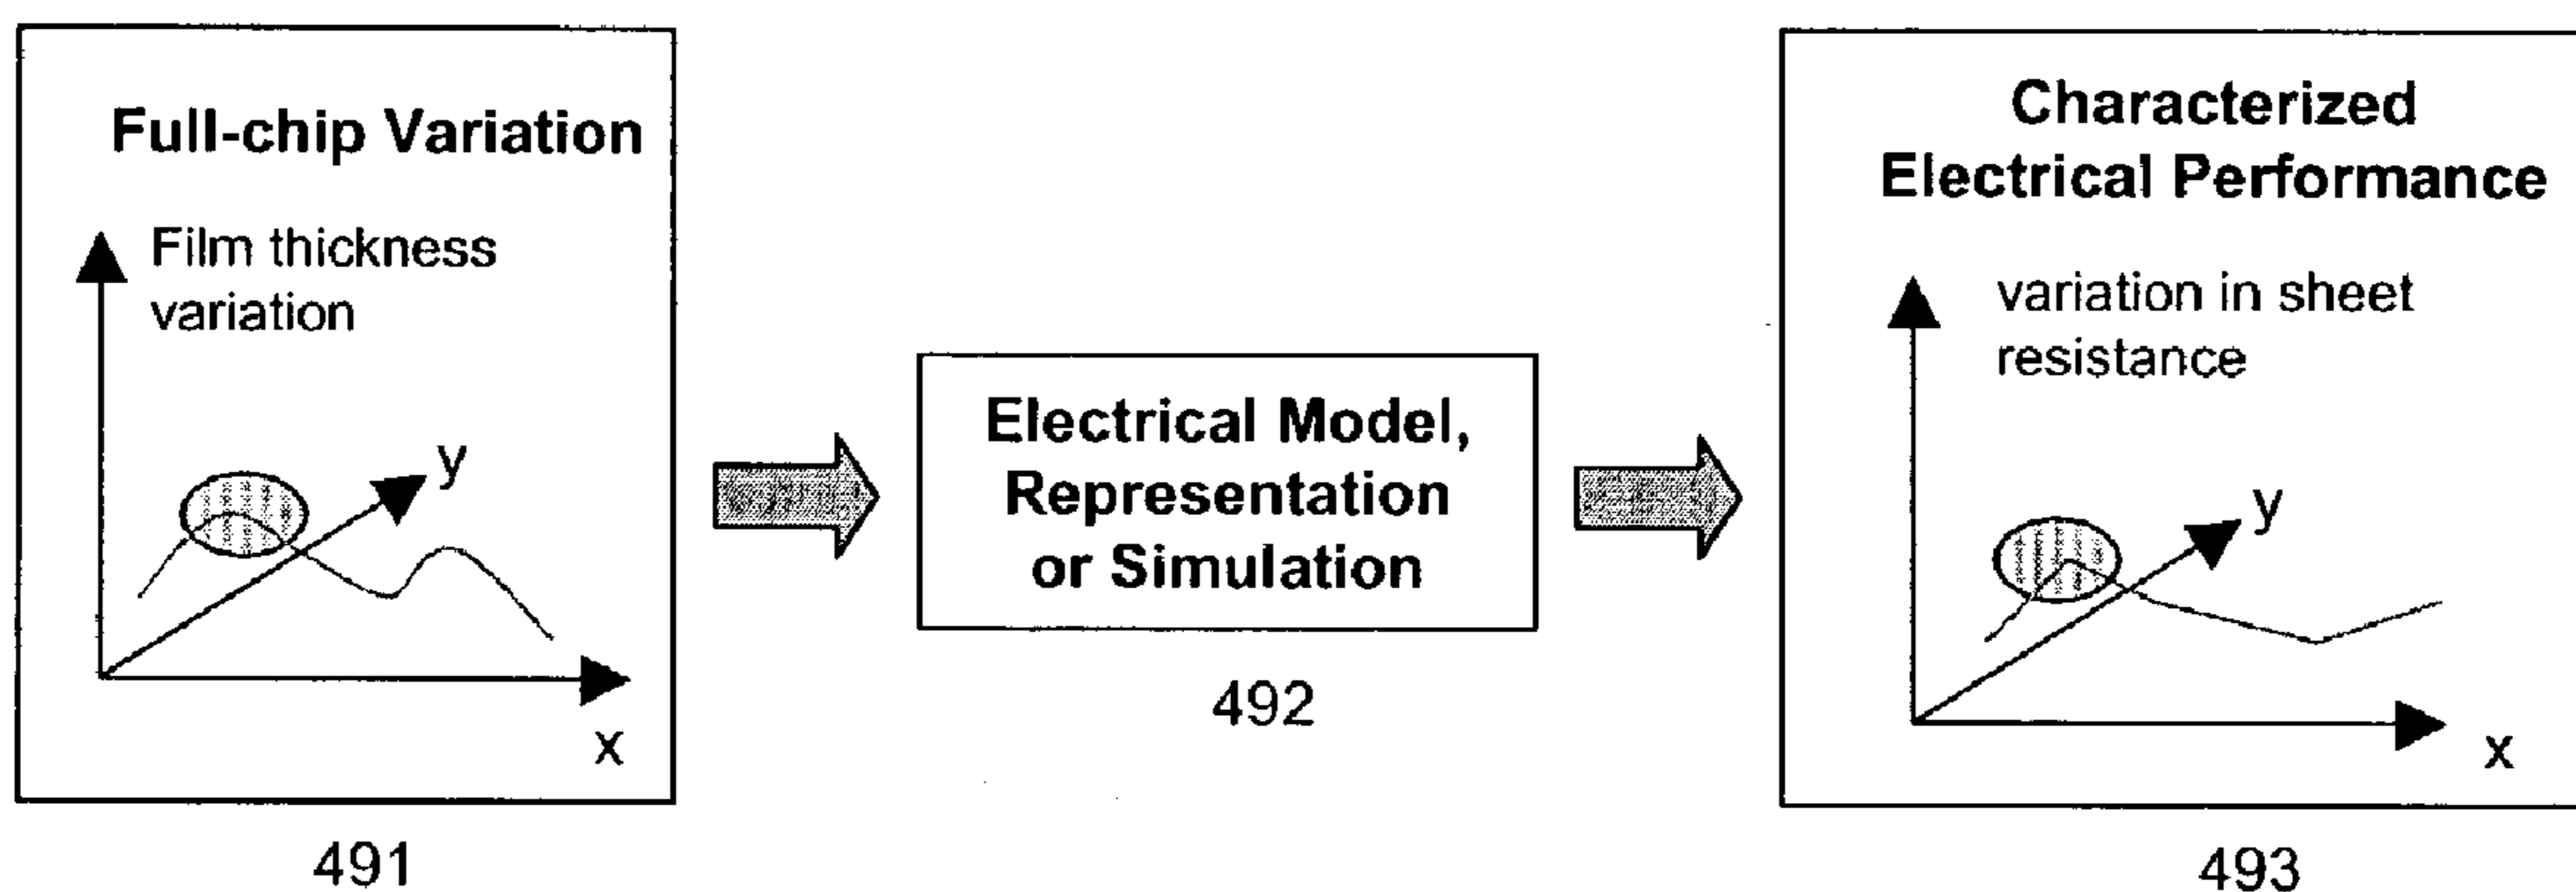 Full-chip Variation
Film thickness
variation
y
x
491
Electrical Model,
Representation
or Simulation
492
Characterized
Electrical Performance
variation in sheet
resistance
y
x
493